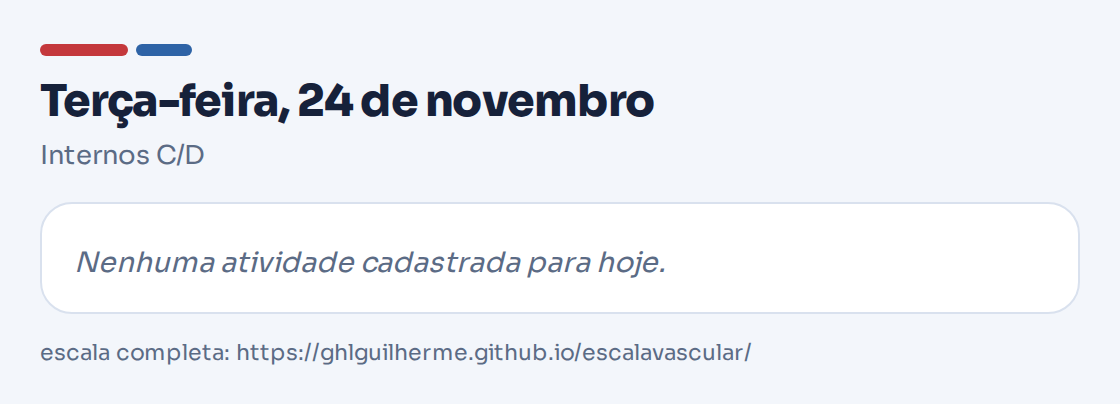 Terça-feira, 24 de novembro
Internos C/D
Nenhuma atividade cadastrada para hoje.
escala completa: https://ghlguilherme.github.io/escalavascular/